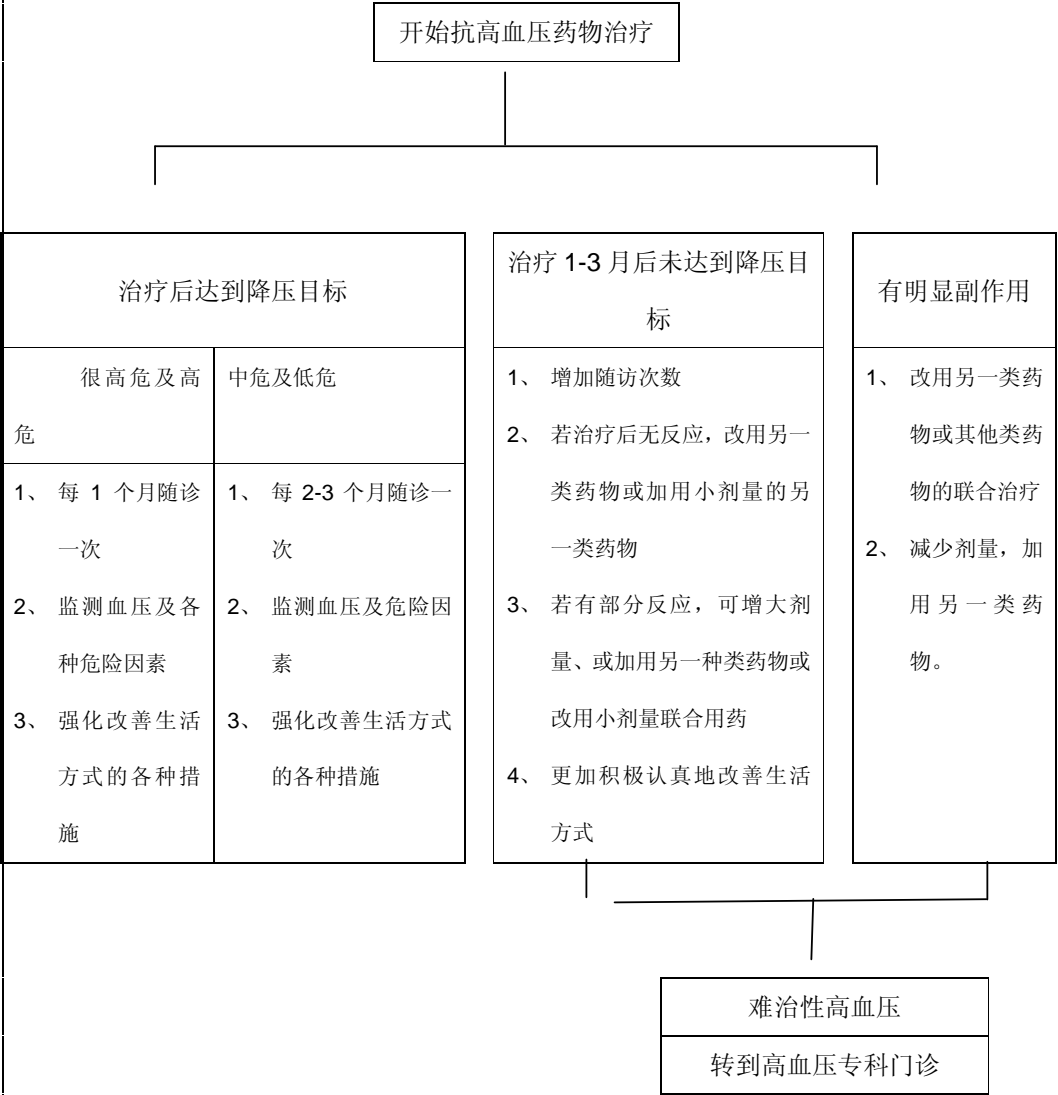 开始抗高血压药物治疗
治疗后达到降压目标
很高危及高
危
中危及低危
1、 每 1 个月随诊
一次
2、 监测血压及各
种危险因素
3、 强化改善生活
方式的各种措
施
1、 每 2-3 个月随诊一
次
2、 监测血压及危险因
素
3、 强化改善生活方式
的各种措施
治疗 1-3 月后未达到降压目
标
1、 增加随访次数
2、 若治疗后无反应，改用另一
类药物或加用小剂量的另
一类药物
3、 若有部分反应，可增大剂
量、或加用另一种类药物或
改用小剂量联合用药
4、 更加积极认真地改善生活
方式
有明显副作用
1、 改用另一类药
物或其他类药
物的联合治疗
2、 减少剂量，加
用另一类药
物。
难治性高血压
转到高血压专科门诊